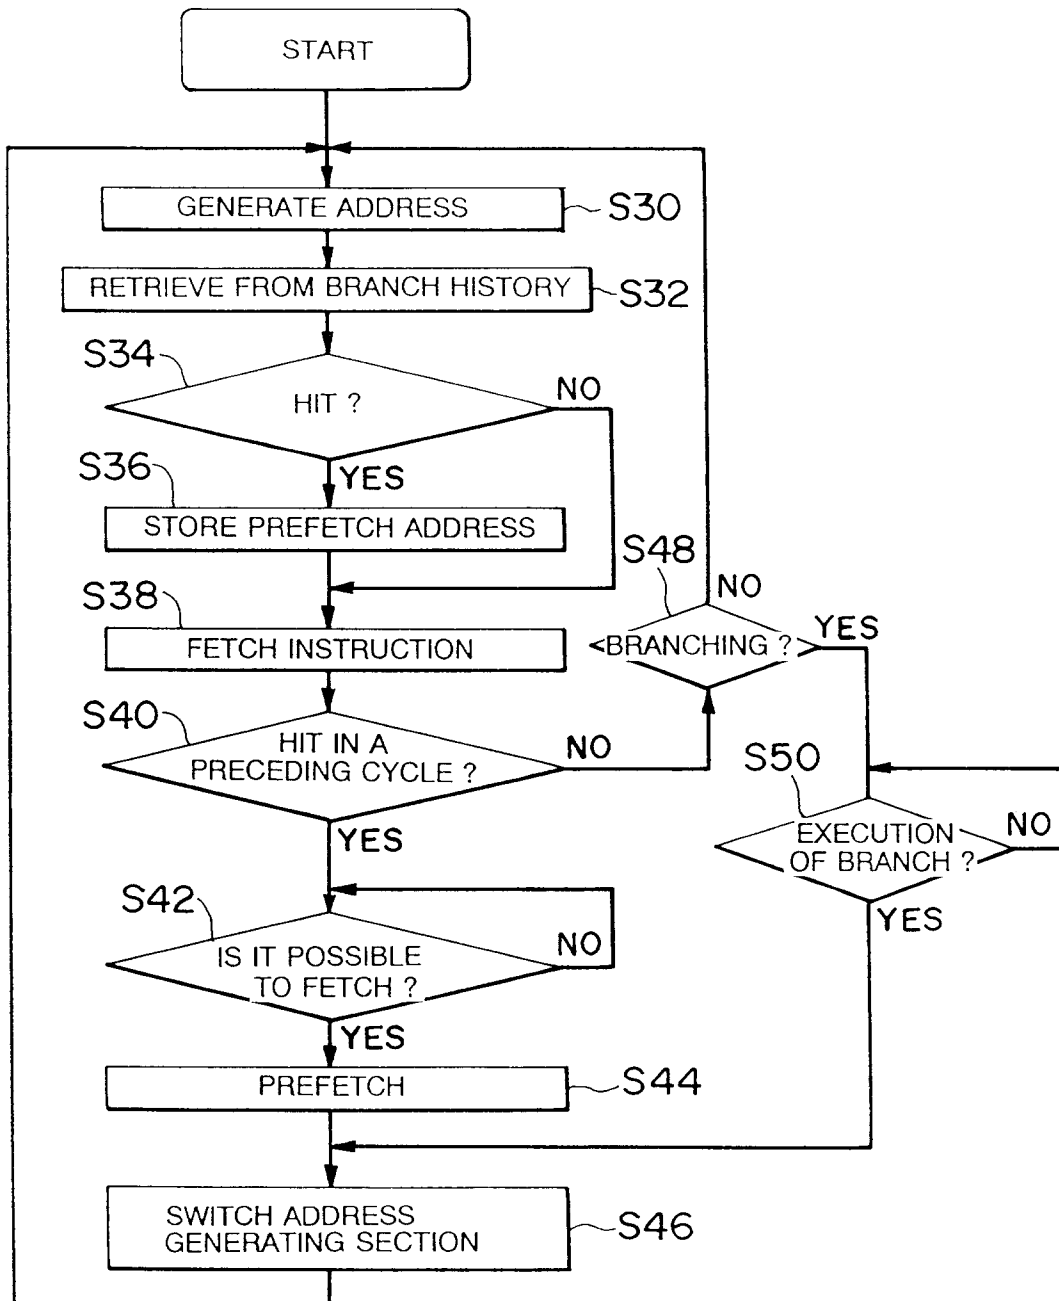 START
GENERATE ADDRESS
S30
RETRIEVE FROM BRANCH HISTORY
S32
S34
HIT ?
NO
YES
S36
STORE PREFETCH ADDRESS
S38
FETCH INSTRUCTION
S48
NO
BRANCHING ?
YES
S40
HIT IN A
PRECEDING CYCLE ?
NO
YES
S50
EXECUTION
OF BRANCH ?
NO
YES
S42
IS IT POSSIBLE
TO FETCH ?
NO
YES
PREFETCH
S44
SWITCH ADDRESS
GENERATING SECTION
S46